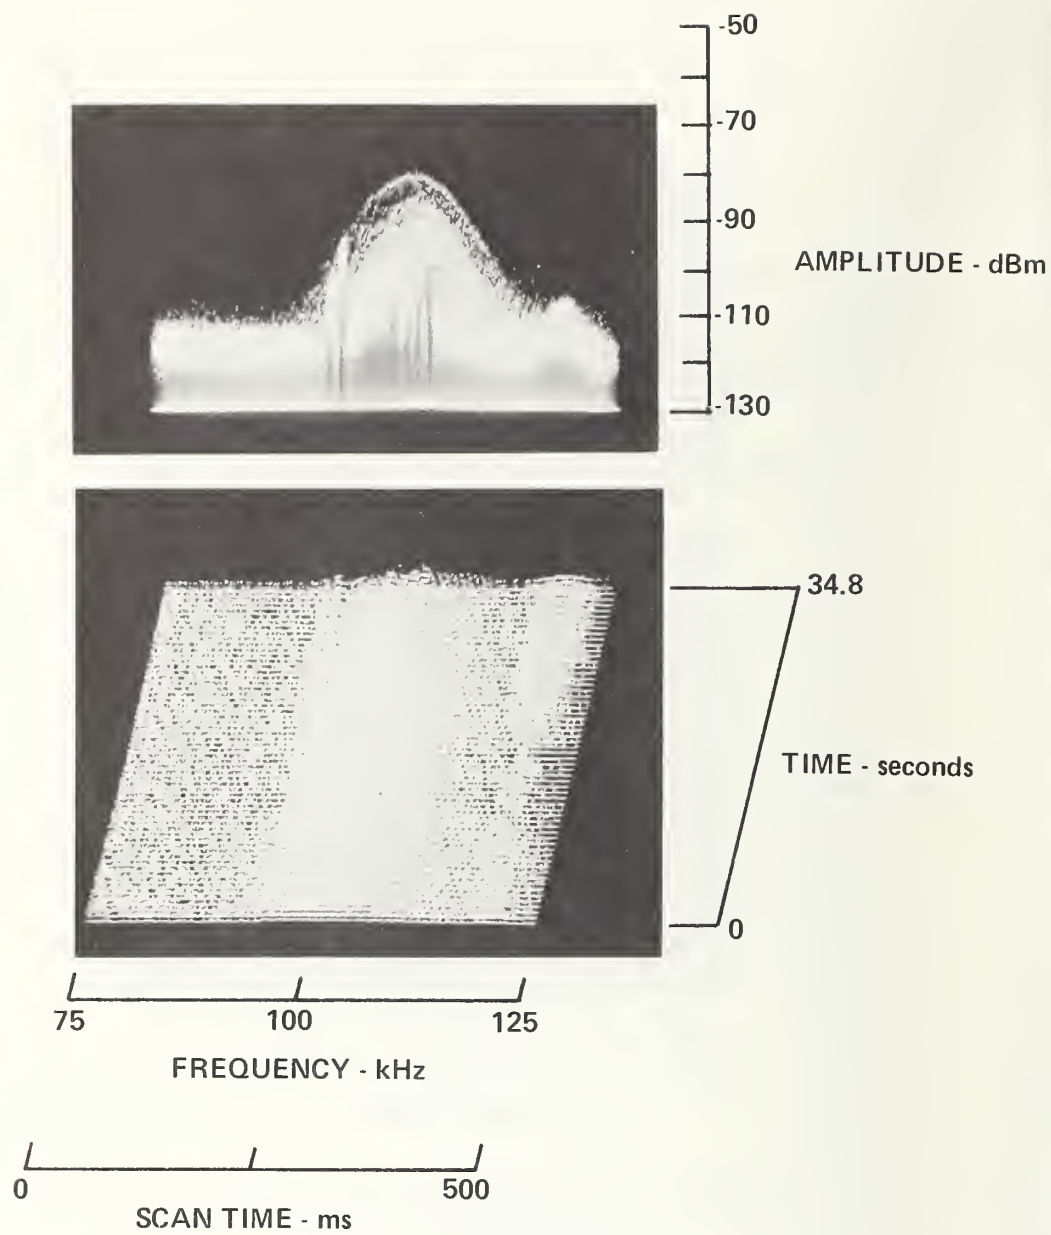 -50
-70
-90
AMPLITUDE - dBm
-110
-130
34.8
TIME - seconds
0
75 100 125
FREQUENCY - kHz
0 500
SCAN TIME - ms